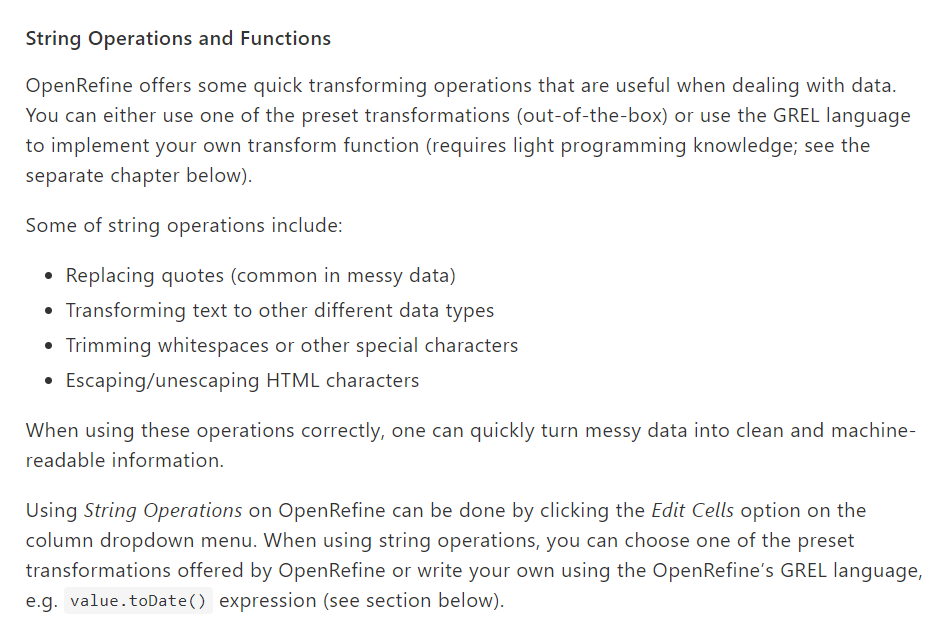 String Operations and Functions
OpenRefine offers some quick transforming operations that are useful when dealing with data.
You can either use one of the preset transformations (out-of-the-box) or use the GREL language
to implement your own transform function (requires light programming knowledge; see the
separate chapter below).
Some of string operations include:
• Replacing quotes (common in messy data)
• Transforming text to other different data types
• Trimming whitespaces or other special characters
• Escaping/unescaping HTML characters
When using these operations correctly, one can quickly turn messy data into clean and machine-
readable information.
Using String Operations on OpenRefine can be done by clicking the Edit Cells option on the
column dropdown menu. When using string operations, you can choose one of the preset
transformations offered by OpenRefine or write your own using the OpenRefine’s GREL language,
e.g. value.toDate() expression (see section below).